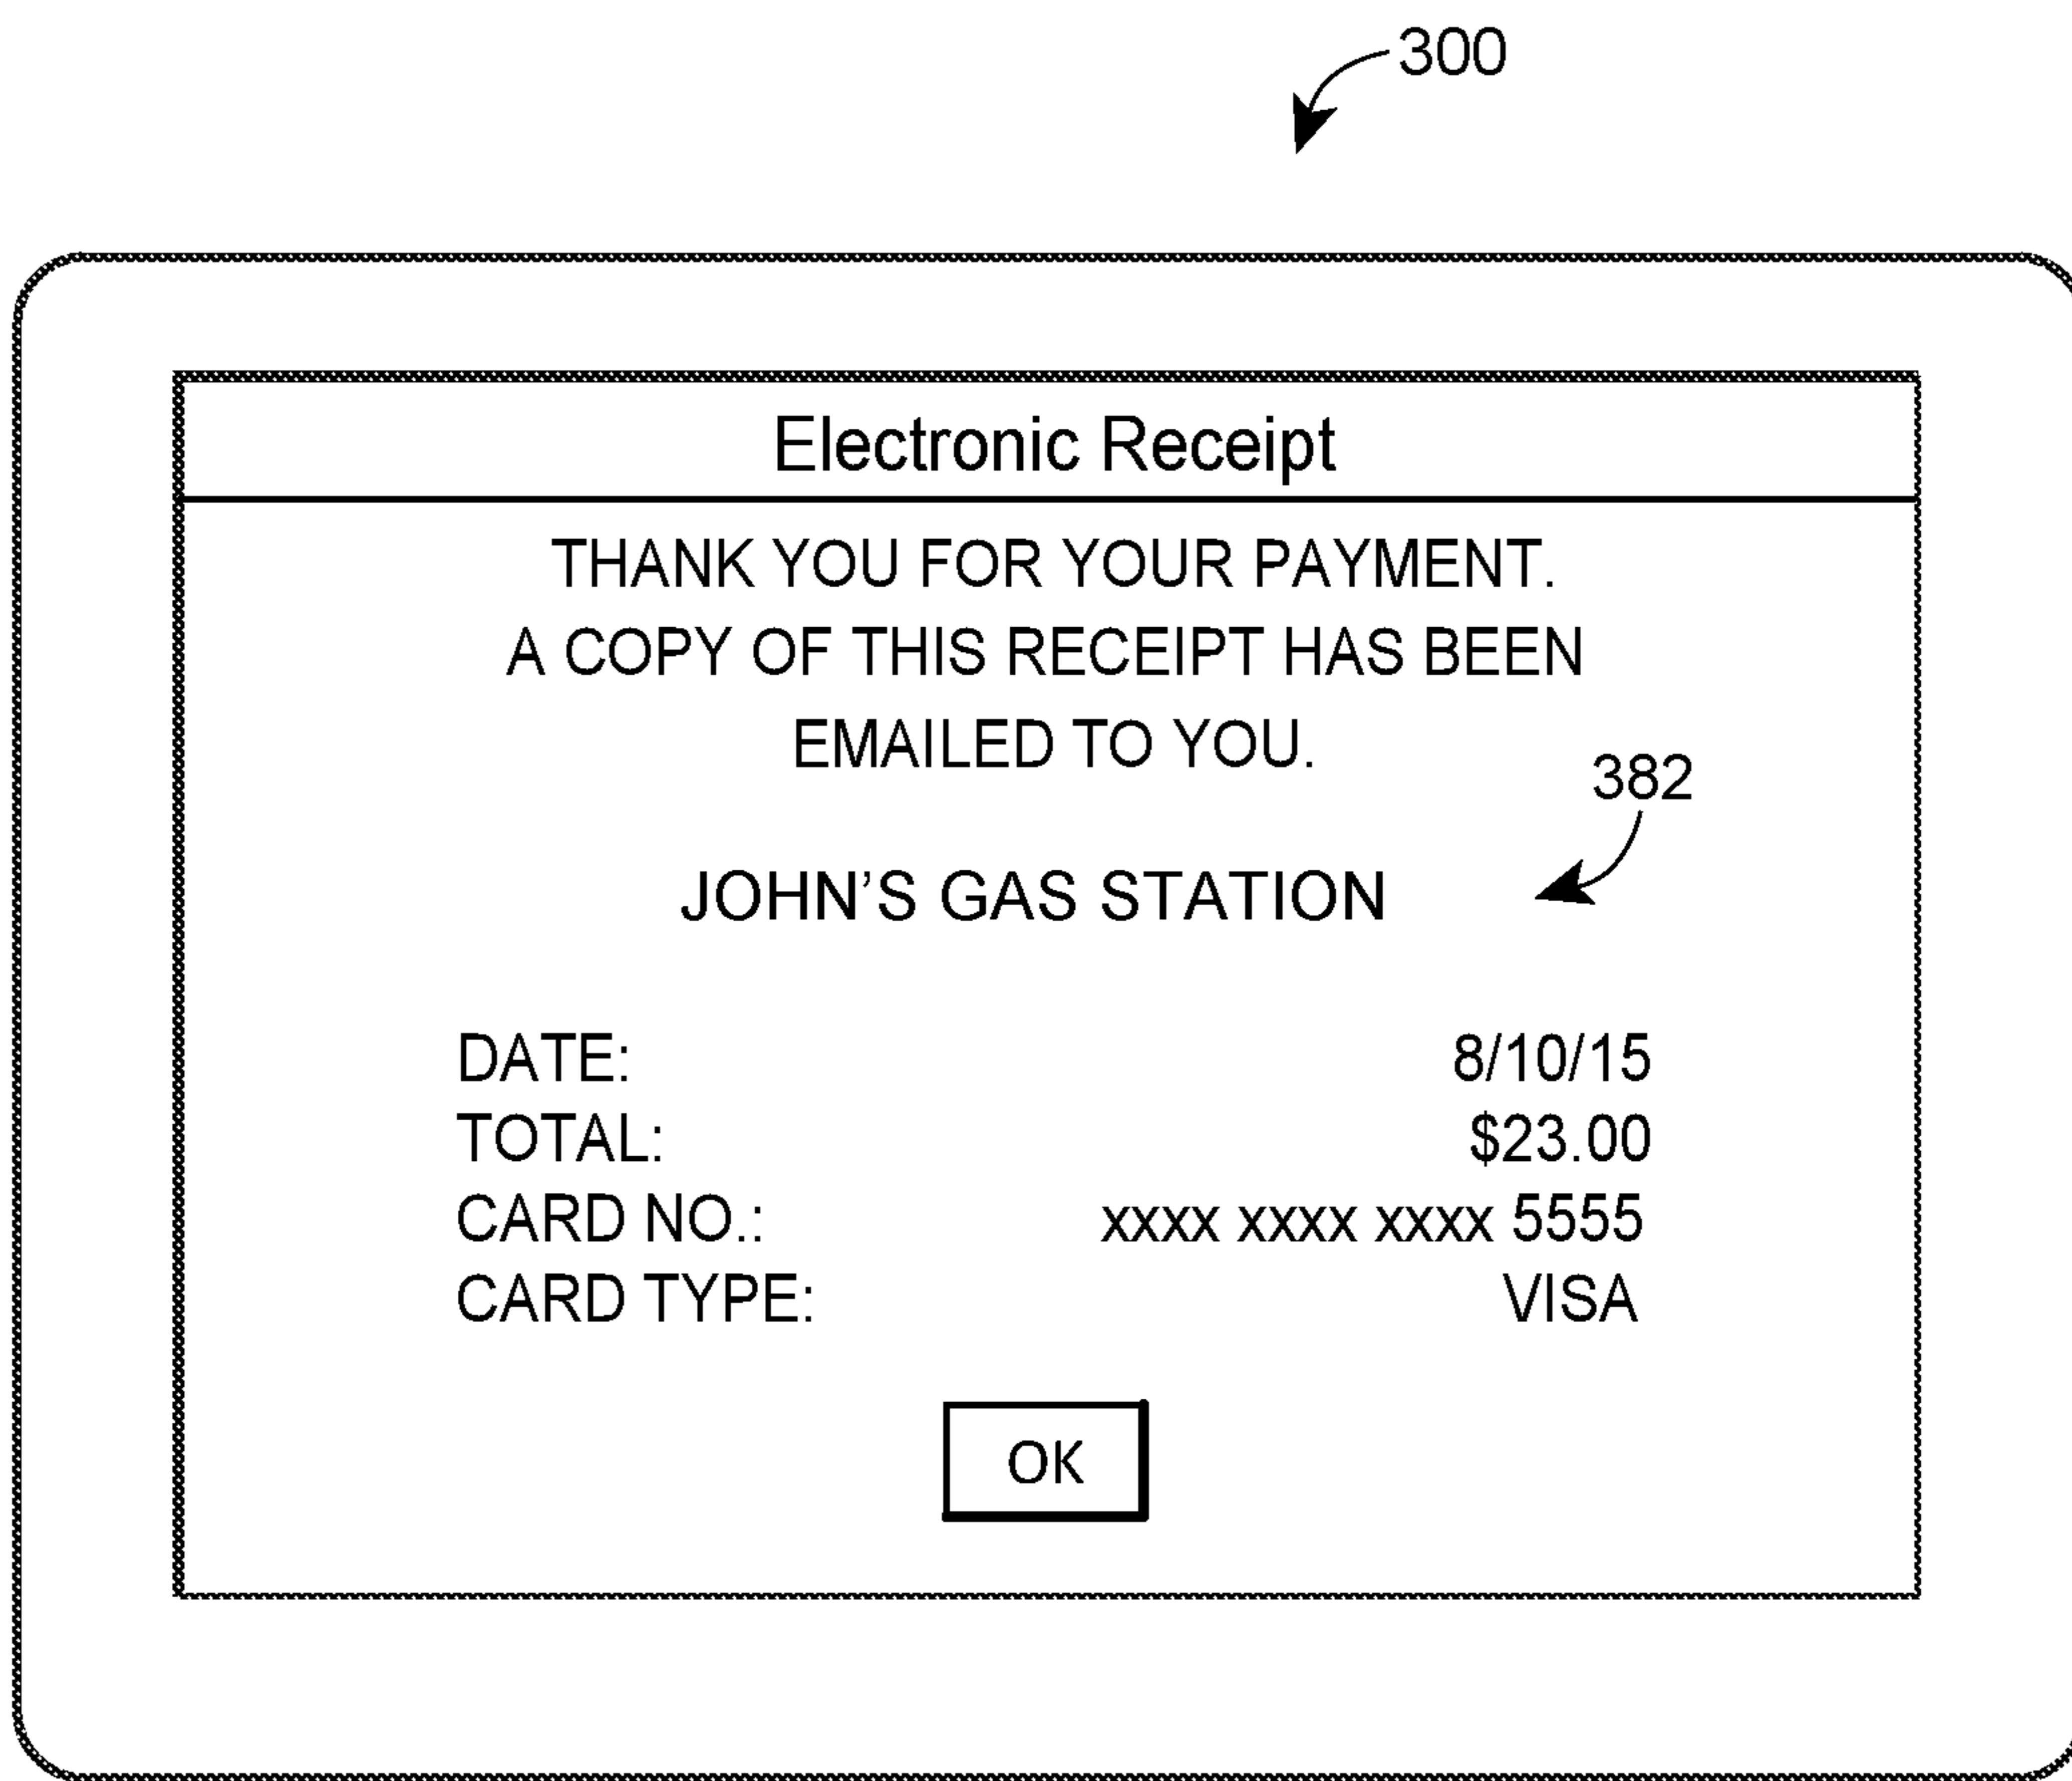 300
Electronic Receipt
THANK YOU FOR YOUR PAYMENT.
A COPY OF THIS RECEIPT HAS BEEN
EMAILED TO YOU.
382
JOHN’S GAS STATION
DATE: 8/10/15
TOTAL: $23.00
CARD NO.: xxxx xxxx xxxx 5555
CARD TYPE: VISA
OK